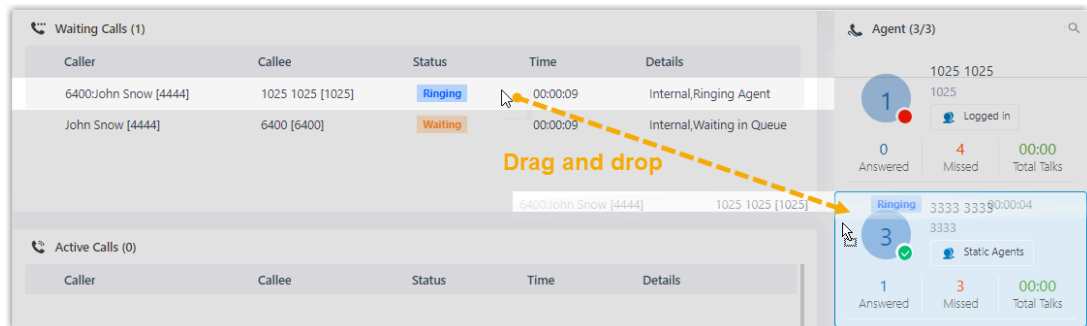 Waiting Calls (1)
Caller Callee Status Time Details
6400:John Snow [4444] 1025 1025 [1025] Ringing 00:00:09 Internal,Ringing Agent
John Snow [4444] 6400 [6400] Waiting 00:00:09 Internal,Waiting in Queue
Drag and drop
6400:John Snow [4444] 1025 1025 [1025]
Active Calls (0)
Caller Callee Status Time Details
Agent (3/3)
1025 1025
1
1025
Logged in
0 4 00:00
Answered Missed Total Talks
Ringing 3333 3333 00:00:04
3
3333
Static Agents
1 3 00:00
Answered Missed Total Talks